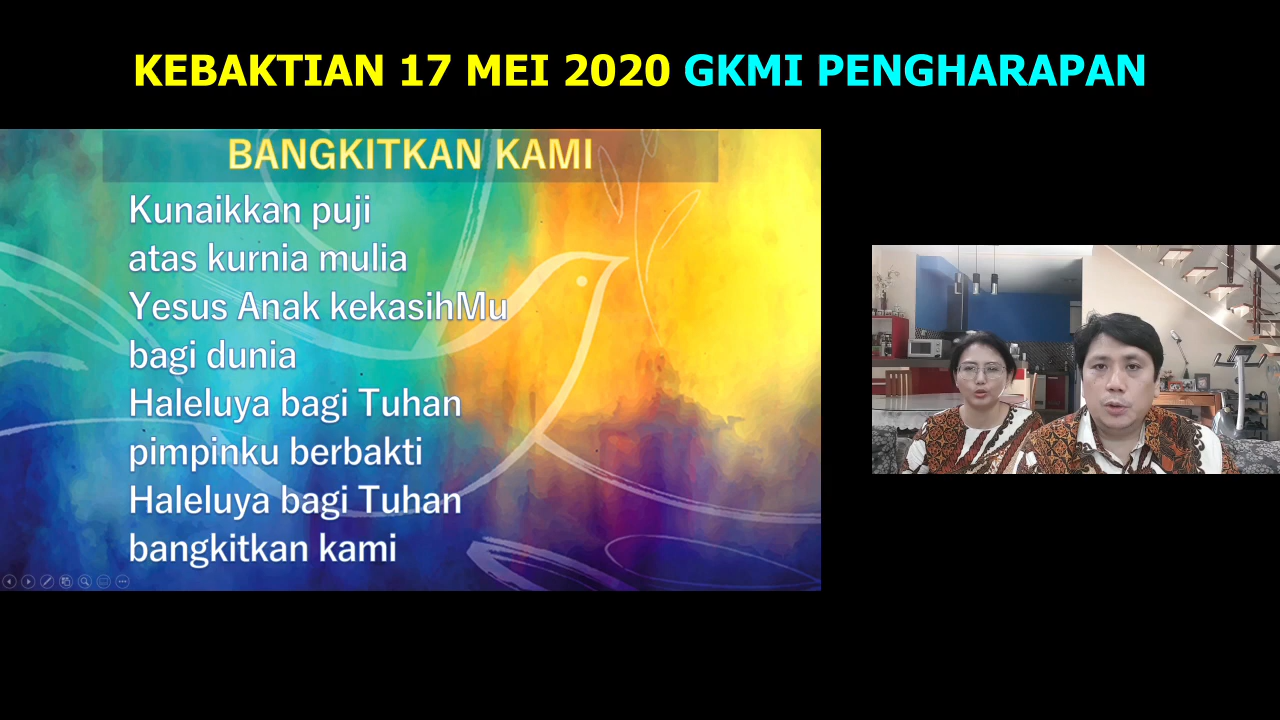 KEBAKTIAN 17 MEI 2020 GKMI PENGHARAPAN
BANGKITKAN KAMI
Kunaikkan puji
atas kurnia mulia
Yesus Anak kekasihMu
bagi dunia
Haleluya bagi Tuhan
pimpinku berbakti
Haleluya bagi Tuhan
bangkitkan kami